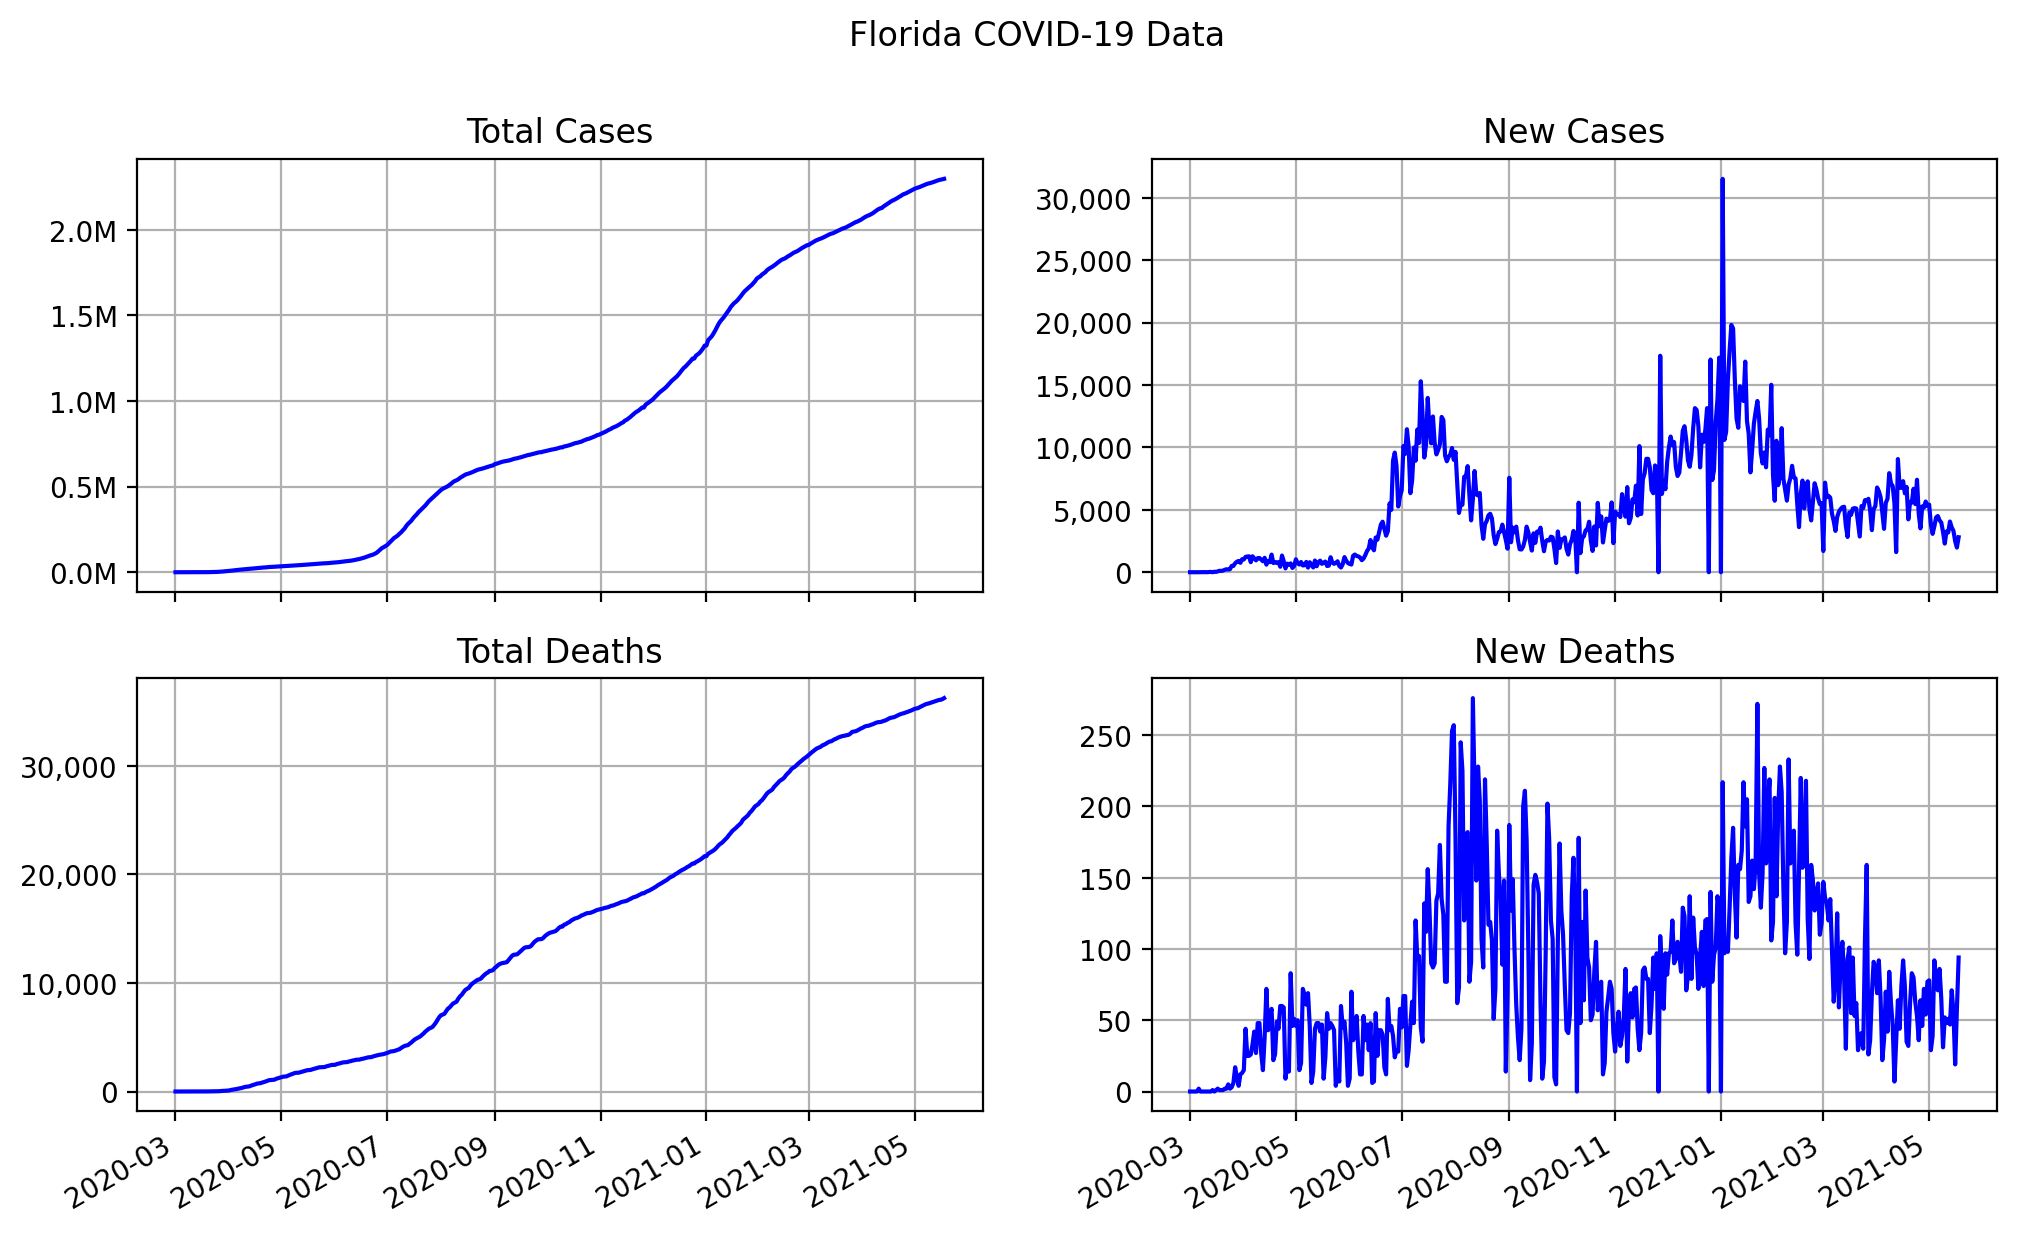 Florida COVID-19 Data
Total Cases
2.0M
1.5M
1.0M
0.5M
0.0M
New Cases
30,000
25,000
20,000
15,000
10,000
5,000
0
Total Deaths
30,000
20,000
10,000
0
2020-03 2020-05 2020-07 2020-09 2020-11 2021-01 2021-03 2021-05
New Deaths
250
200
150
100
50
0
2020-03 2020-05 2020-07 2020-09 2020-11 2021-01 2021-03 2021-05